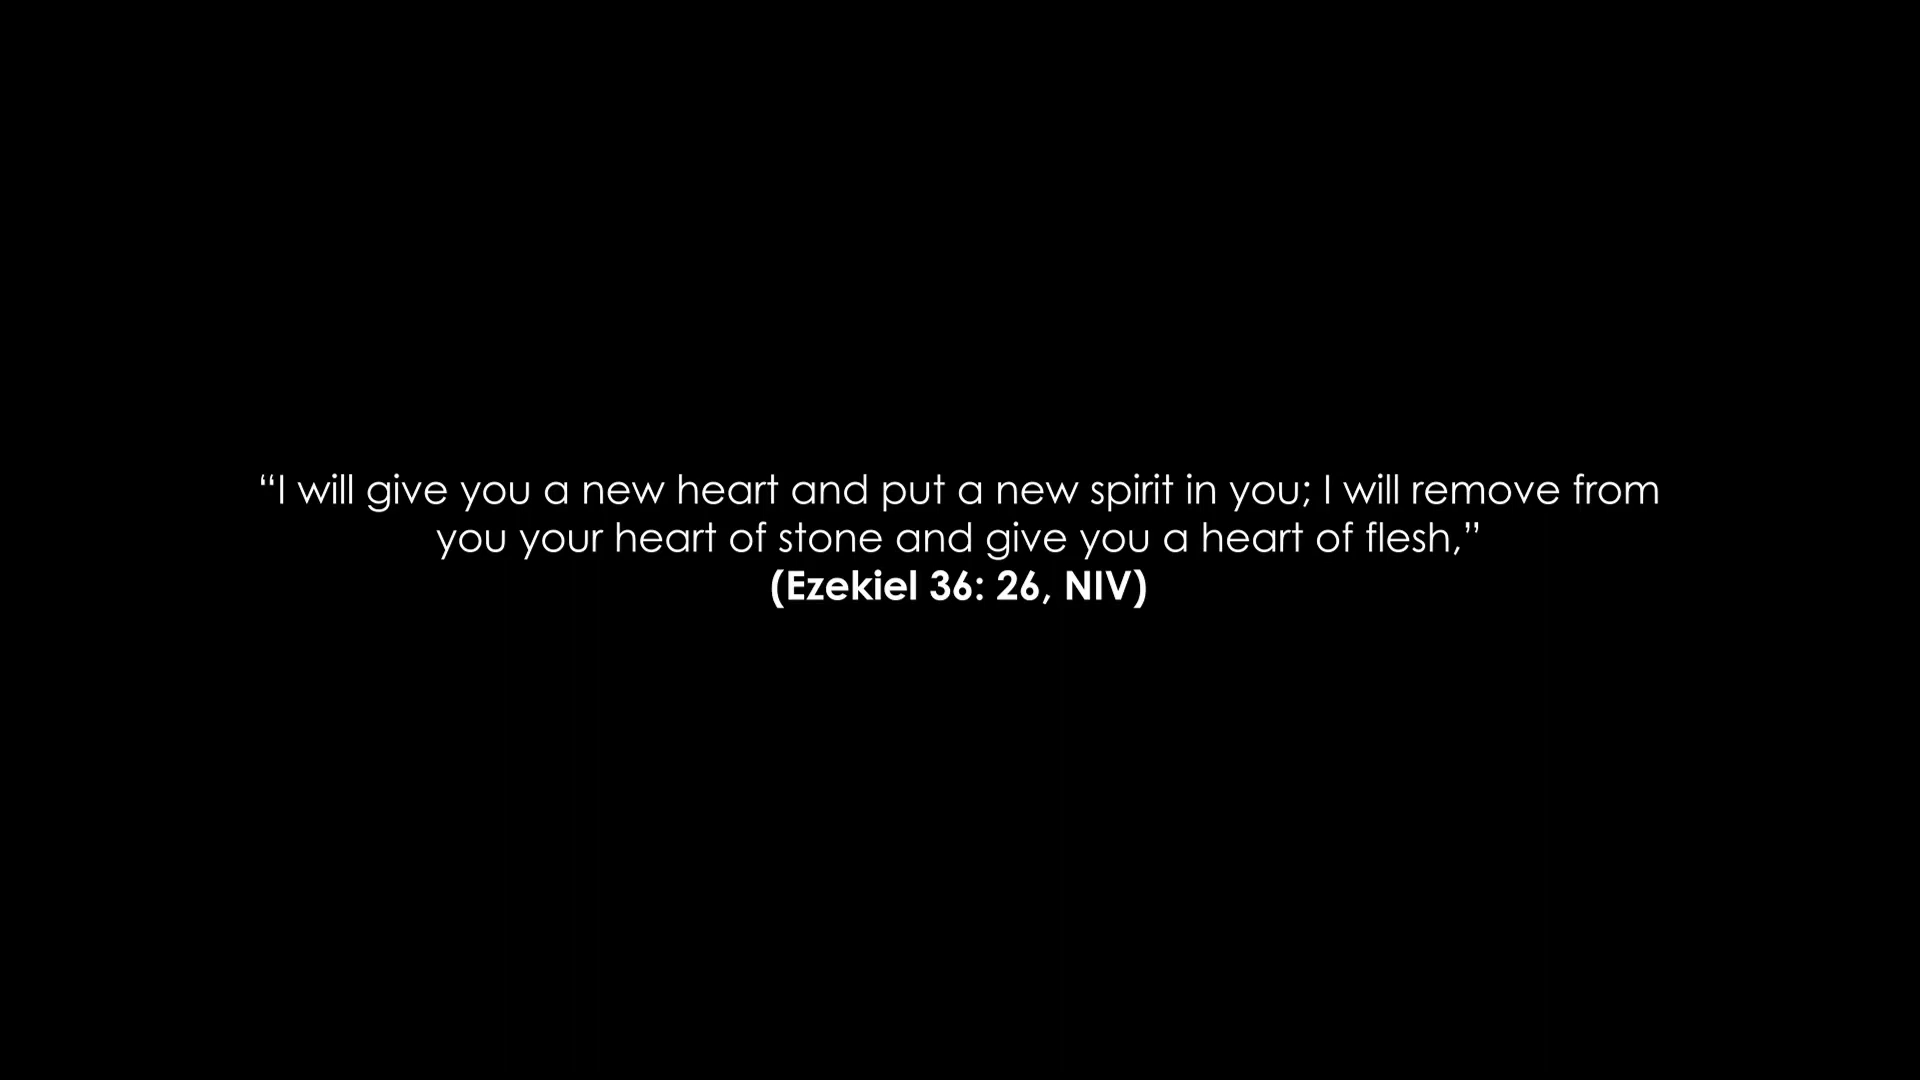 “I will give you a new heart and put a new spirit in you; I will remove from
you your heart of stone and give you a heart of flesh,”
(Ezekiel 36: 26, NIV)